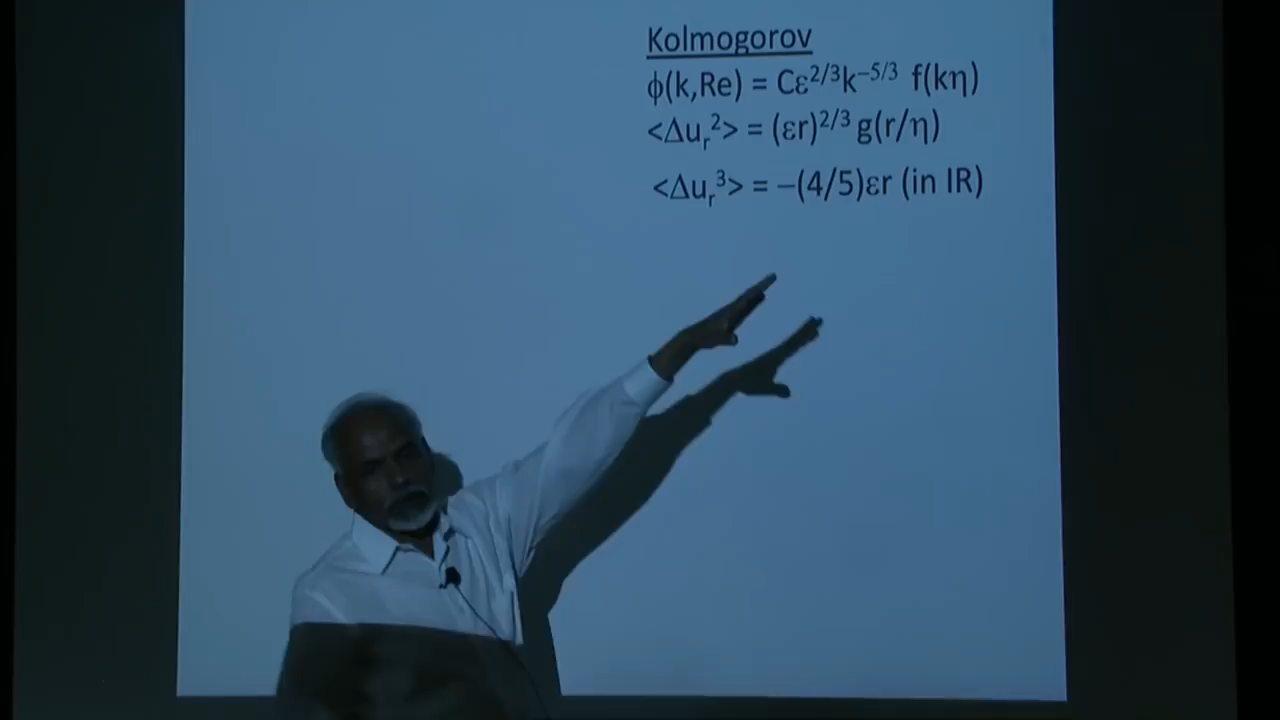 Kolmogorov
ϕ(k,Re) = Cε^{2/3}k^{−5/3} f(kη)
<Δu_r^2> = (εr)^{2/3} g(r/η)
<Δu_r^3> = −(4/5)εr (in IR)